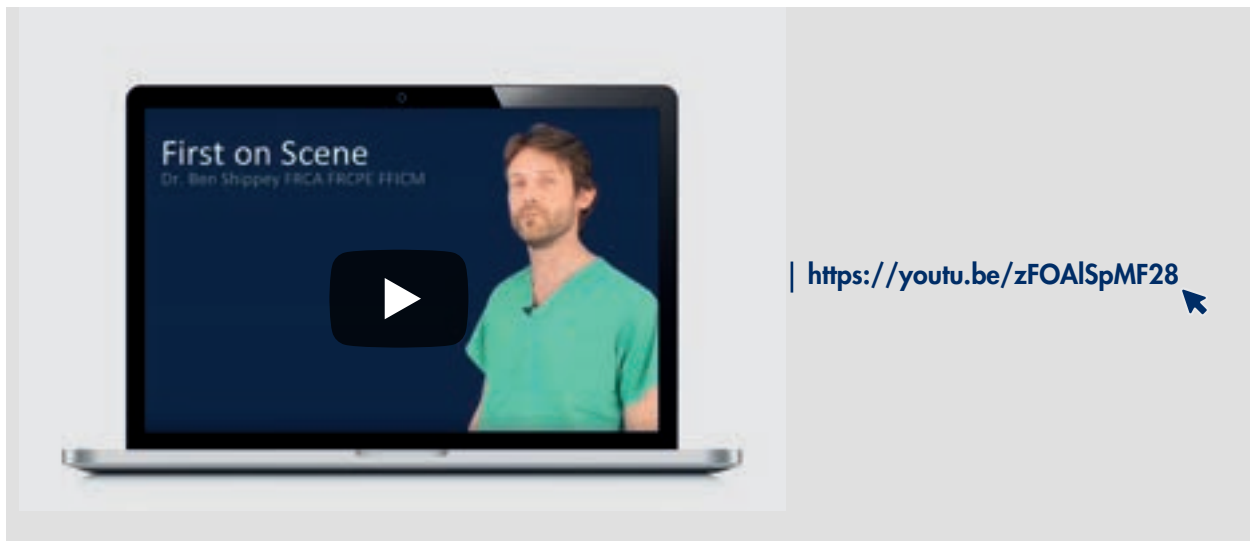 First on Scene
Dr. Ben Shippey FRCA FRCPE FFICM
| https://youtu.be/zFOAlSpMF28